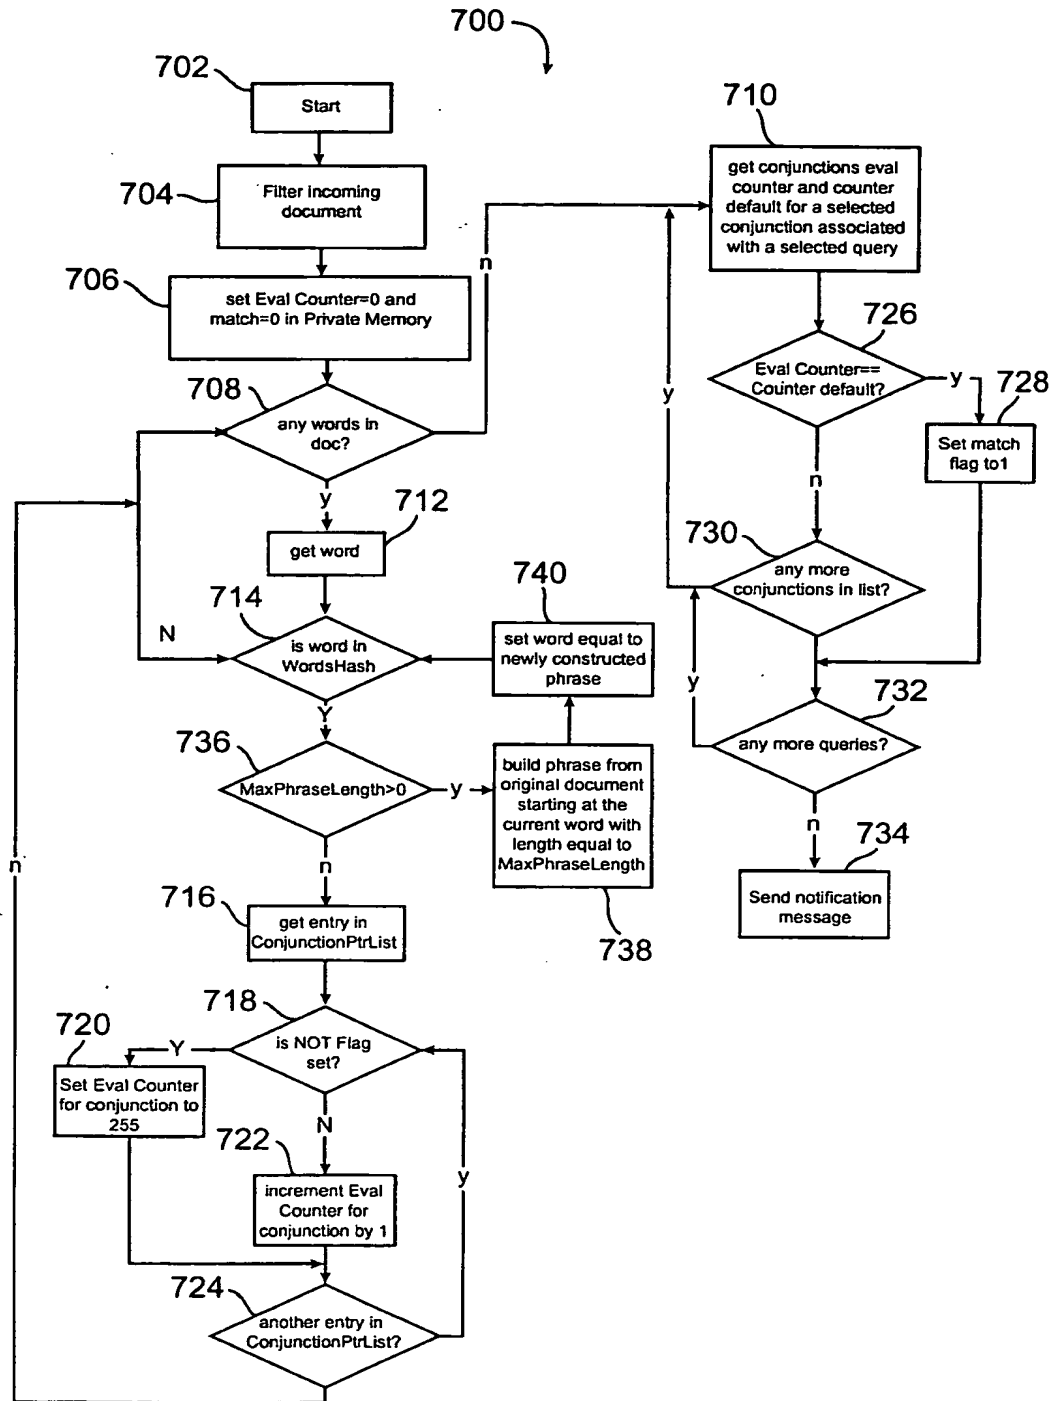 700
702
Start
704
Filter incoming
document
706
set Eval Counter=0 and
match=0 in Private Memory
708
any words in
doc?
n
y
712
get word
714
is word in
WordsHash
N
Y
740
set word equal to
newly constructed
phrase
736
MaxPhraseLength>0
y
build phrase from
original document
starting at the
current word with
length equal to
MaxPhraseLength
738
n
716
get entry in
ConjunctionPtrList
718
is NOT Flag
set?
Y
720
Set Eval Counter
for conjunction to
255
N
722
increment Eval
Counter for
conjunction by 1
y
724
another entry in
ConjunctionPtrList?
n
710
get conjunctions eval
counter and counter
default for a selected
conjunction associated
with a selected query
726
Eval Counter==
Counter default?
y
728
Set match
flag to1
n
730
any more
conjunctions in list?
y
732
any more queries?
y
n
734
Send notification
message